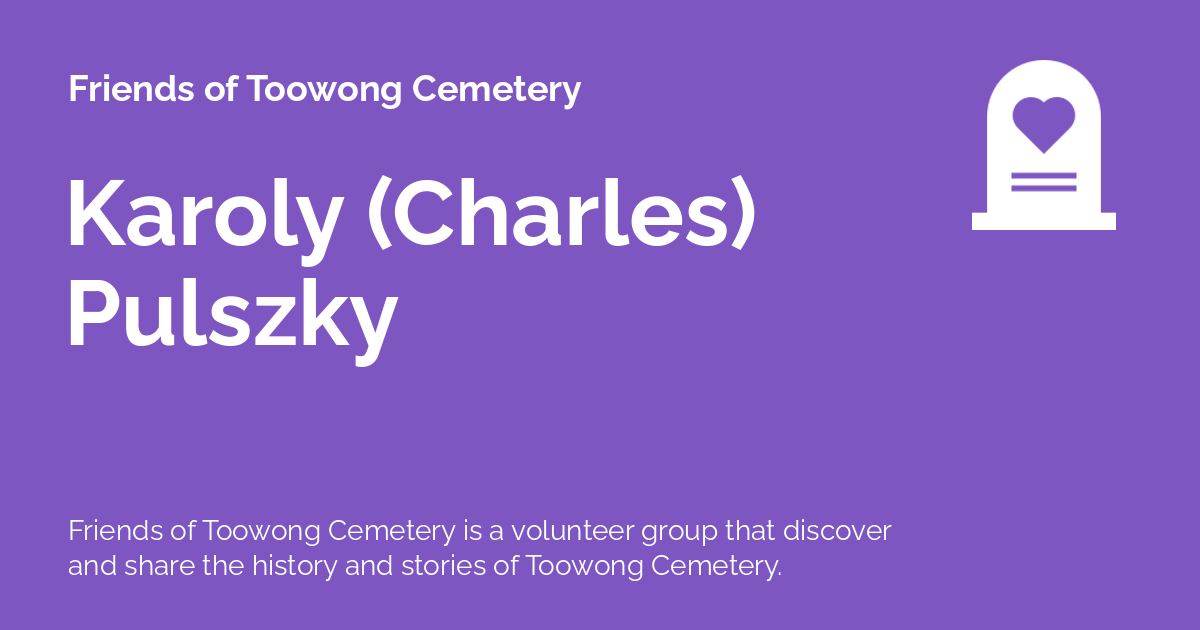 Friends of Toowong Cemetery
Karoly (Charles)
Pulszky
Friends of Toowong Cemetery is a volunteer group that discover
and share the history and stories of Toowong Cemetery.